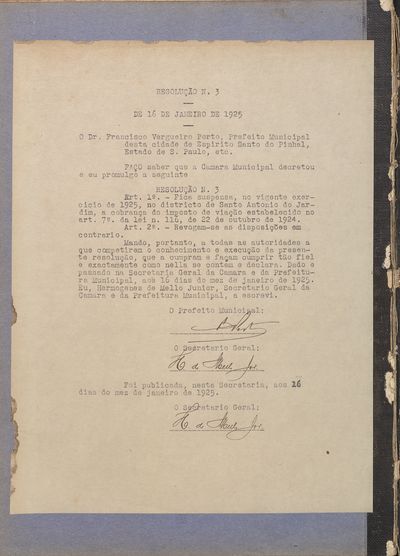 RESOLUÇÃO N. 3
DE 16 DE JANEIRO DE 1925
O Dr. Francisco Vergueiro Porto, Prefeito Municipal
desta cidade de Espirito Santo do Pinhal,
Estado de S. Paulo, etc.
FAÇO saber que a Camara Municipal decretou
e eu promulgo a seguinte
RESOLUÇÃO N. 3
Art. 1º. - Fica suspensa, no vigente exer-
cicio de 1925, no districto de Santo Antonio do Jar-
dim, a cobrança do imposto de viação estabelecido no
art. 7º. da lei n. 116, de 22 de outubro de 1924.
Art. 2º. - Revogam-se as disposições em
contrario.
Mando, portanto, a todas as autoridades a
que competirem o conhecimento e execução da presen-
te resolução, que a cumpram e façam cumprir tão fiel
e exactamente como nella se contem e declara. Dado e
passado na Secretaria Geral da Camara e da Prefeitu-
ra Municipal, aos 16 dias do mez de janeiro de 1925.
Eu, Hermogenes de Mello Junior, Secretario Geral da
Camara e da Prefeitura Municipal, a escrevi.
O Prefeito Municipal:
O Secretario Geral:
H. de Mello Jor.
Foi publicada, nesta Secretaria, aos 16
dias do mez de janeiro de 1925.
O Secretario Geral:
H. de Mello Jor.